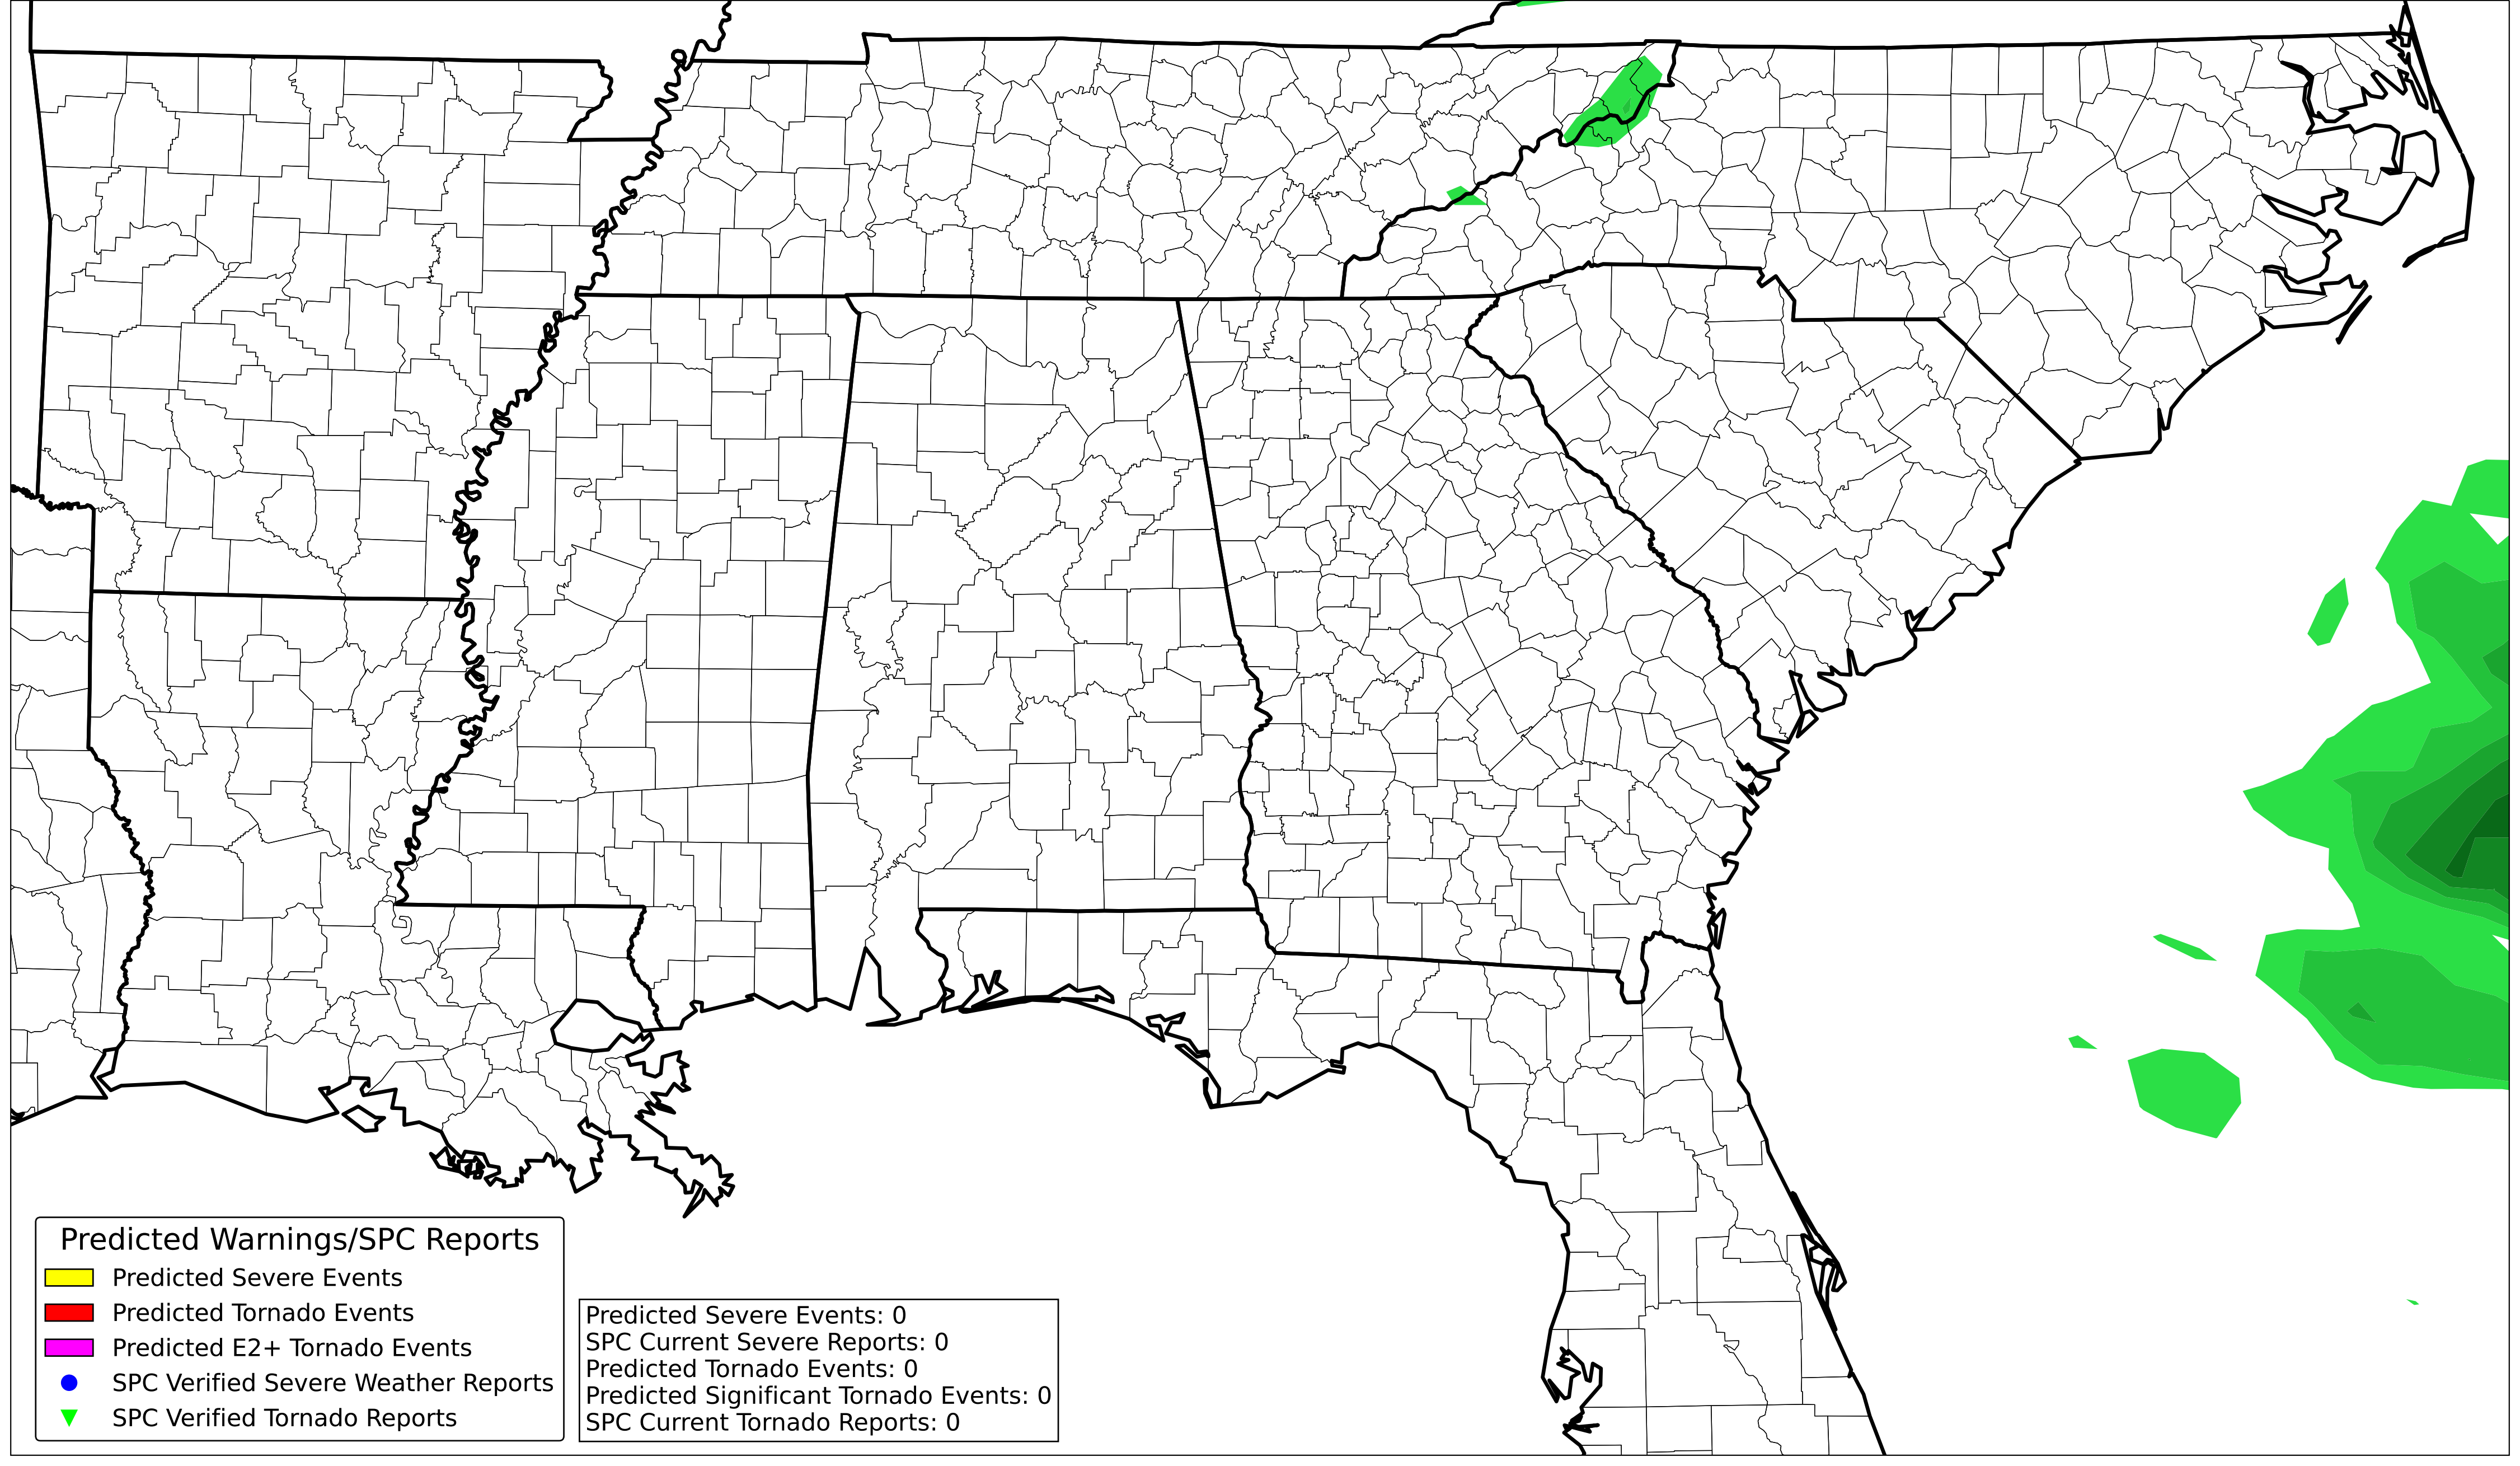 Predicted Warnings/SPC Reports
Predicted Severe Events
Predicted Tornado Events
Predicted E2+ Tornado Events
SPC Verified Severe Weather Reports
SPC Verified Tornado Reports
Predicted Severe Events: 0
SPC Current Severe Reports: 0
Predicted Tornado Events: 0
Predicted Significant Tornado Events: 0
SPC Current Tornado Reports: 0